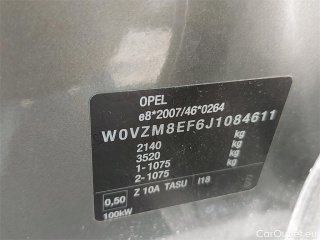 OPEL
e8*2007/46*0264
W0VZM8EF6J1084611
2140 kg
3520 kg
1-1075 kg
2-1075 kg
0,50 Z 10A TASU I18
100kW
© CarOutlet.eu